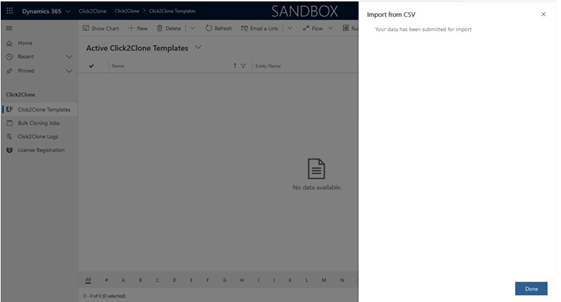 Dynamics 365
Click2Clone
Click2Clone > Click2Clone Templates
SANDBOX
Import from CSV
Your data has been submitted for import
Show Chart
+ New
Delete
Refresh
Email a Link
Flow
Home
Recent
Pinned
Active Click2Clone Templates
Name
Entity Name
Click2Clone
Click2Clone Templates
Bulk Cloning Jobs
Click2Clone Logs
License Registration
No data available.
All # A B C D E F G H I J K L M N
0 - 0 of 0 (0 selected)
Done